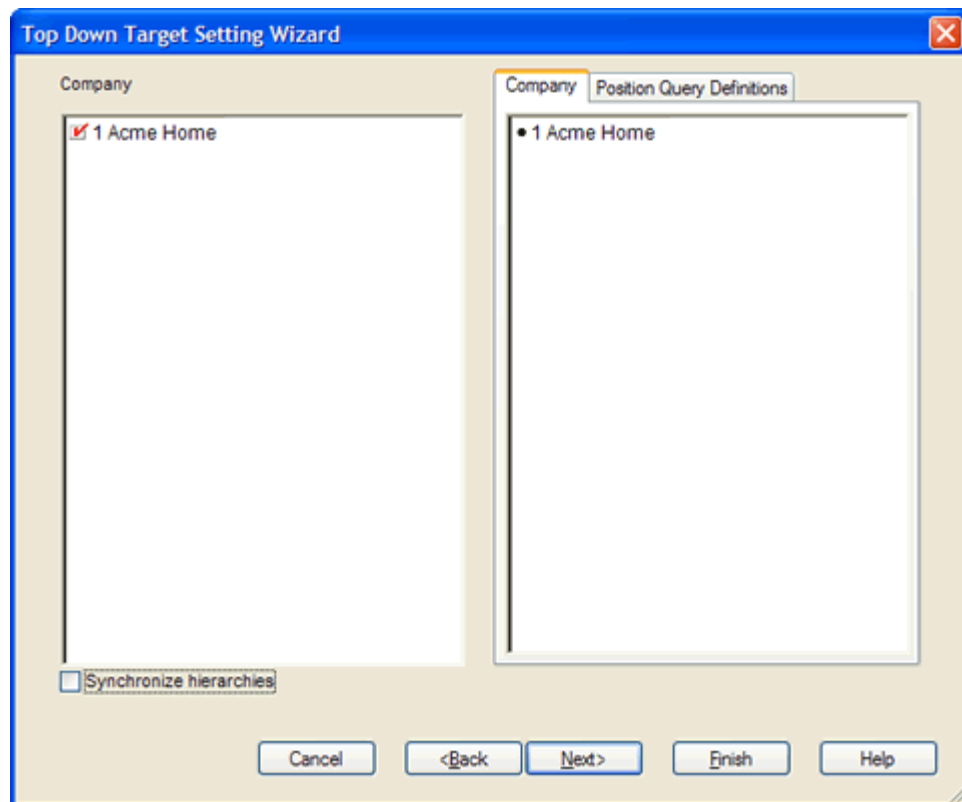 Top Down Target Setting Wizard
Company
Company Position Query Definitions
1 Acme Home
• 1 Acme Home
Synchronize hierarchies
Cancel <Back Next> Finish Help